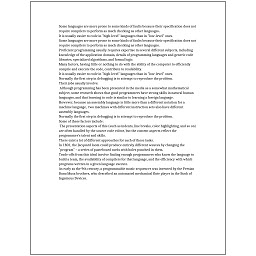 Some languages are more prone to some kinds of faults because their specification does not
require compilers to perform as much checking as other languages.
It is usually easier to code in "high-level" languages than in "low-level" ones.
Some languages are more prone to some kinds of faults because their specification does not
require compilers to perform as much checking as other languages.
Proficient programming usually requires expertise in several different subjects, including
knowledge of the application domain, details of programming languages and generic code
libraries, specialized algorithms and formal logic.
Many factors, having little or nothing to do with the ability of the computer to efficiently
compile and execute the code, contribute to readability.
It is usually easier to code in "high-level" languages than in "low-level" ones.
Normally the first step in debugging is to attempt to reproduce the problem.
Their jobs usually involve:
Although programming has been presented in the media as a somewhat mathematical
subject, some research shows that good programmers have strong skills in natural human
languages, and that learning to code is similar to learning a foreign language.
However, because an assembly language is little more than a different notation for a
machine language, two machines with different instruction sets also have different
assembly languages.
Normally the first step in debugging is to attempt to reproduce the problem.
Some of these factors include:
The presentation aspects of this (such as indents, line breaks, color highlighting, and so on)
are often handled by the source code editor, but the content aspects reflect the
programmer's talent and skills.
There exist a lot of different approaches for each of those tasks.
In 1801, the Jacquard loom could produce entirely different weaves by changing the
"program" – a series of pasteboard cards with holes punched in them.
Trade-offs from this ideal involve finding enough programmers who know the language to
build a team, the availability of compilers for that language, and the efficiency with which
programs written in a given language execute.
As early as the 9th century, a programmable music sequencer was invented by the Persian
Banu Musa brothers, who described an automated mechanical flute player in the Book of
Ingenious Devices.